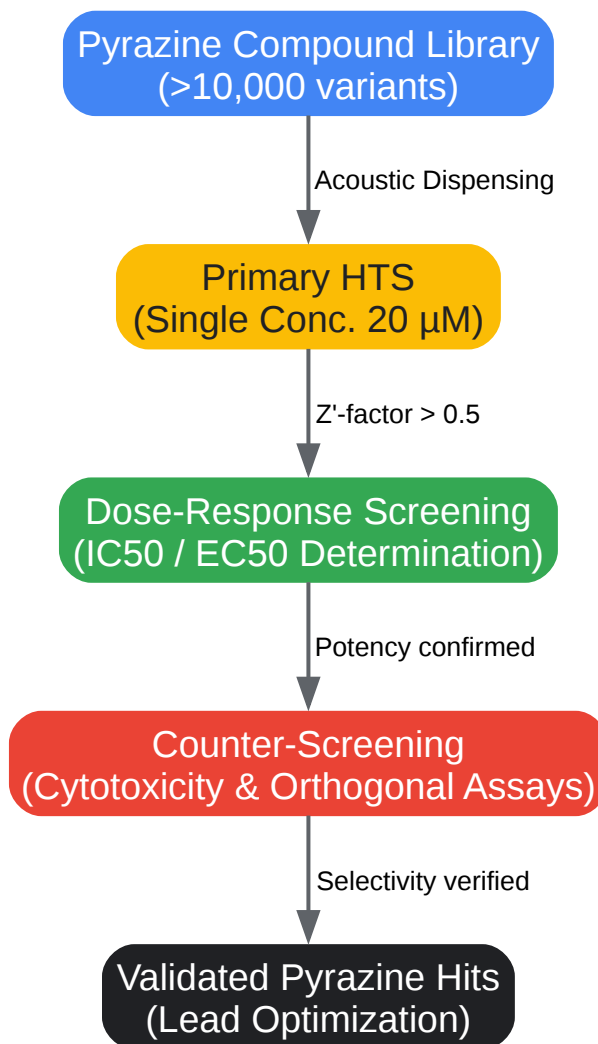 Pyrazine Compound Library
(>10,000 variants)
Acoustic Dispensing
Primary HTS
(Single Conc. 20 µM)
Z'-factor > 0.5
Dose-Response Screening
(IC50 / EC50 Determination)
Potency confirmed
Counter-Screening
(Cytotoxicity & Orthogonal Assays)
Selectivity verified
Validated Pyrazine Hits
(Lead Optimization)